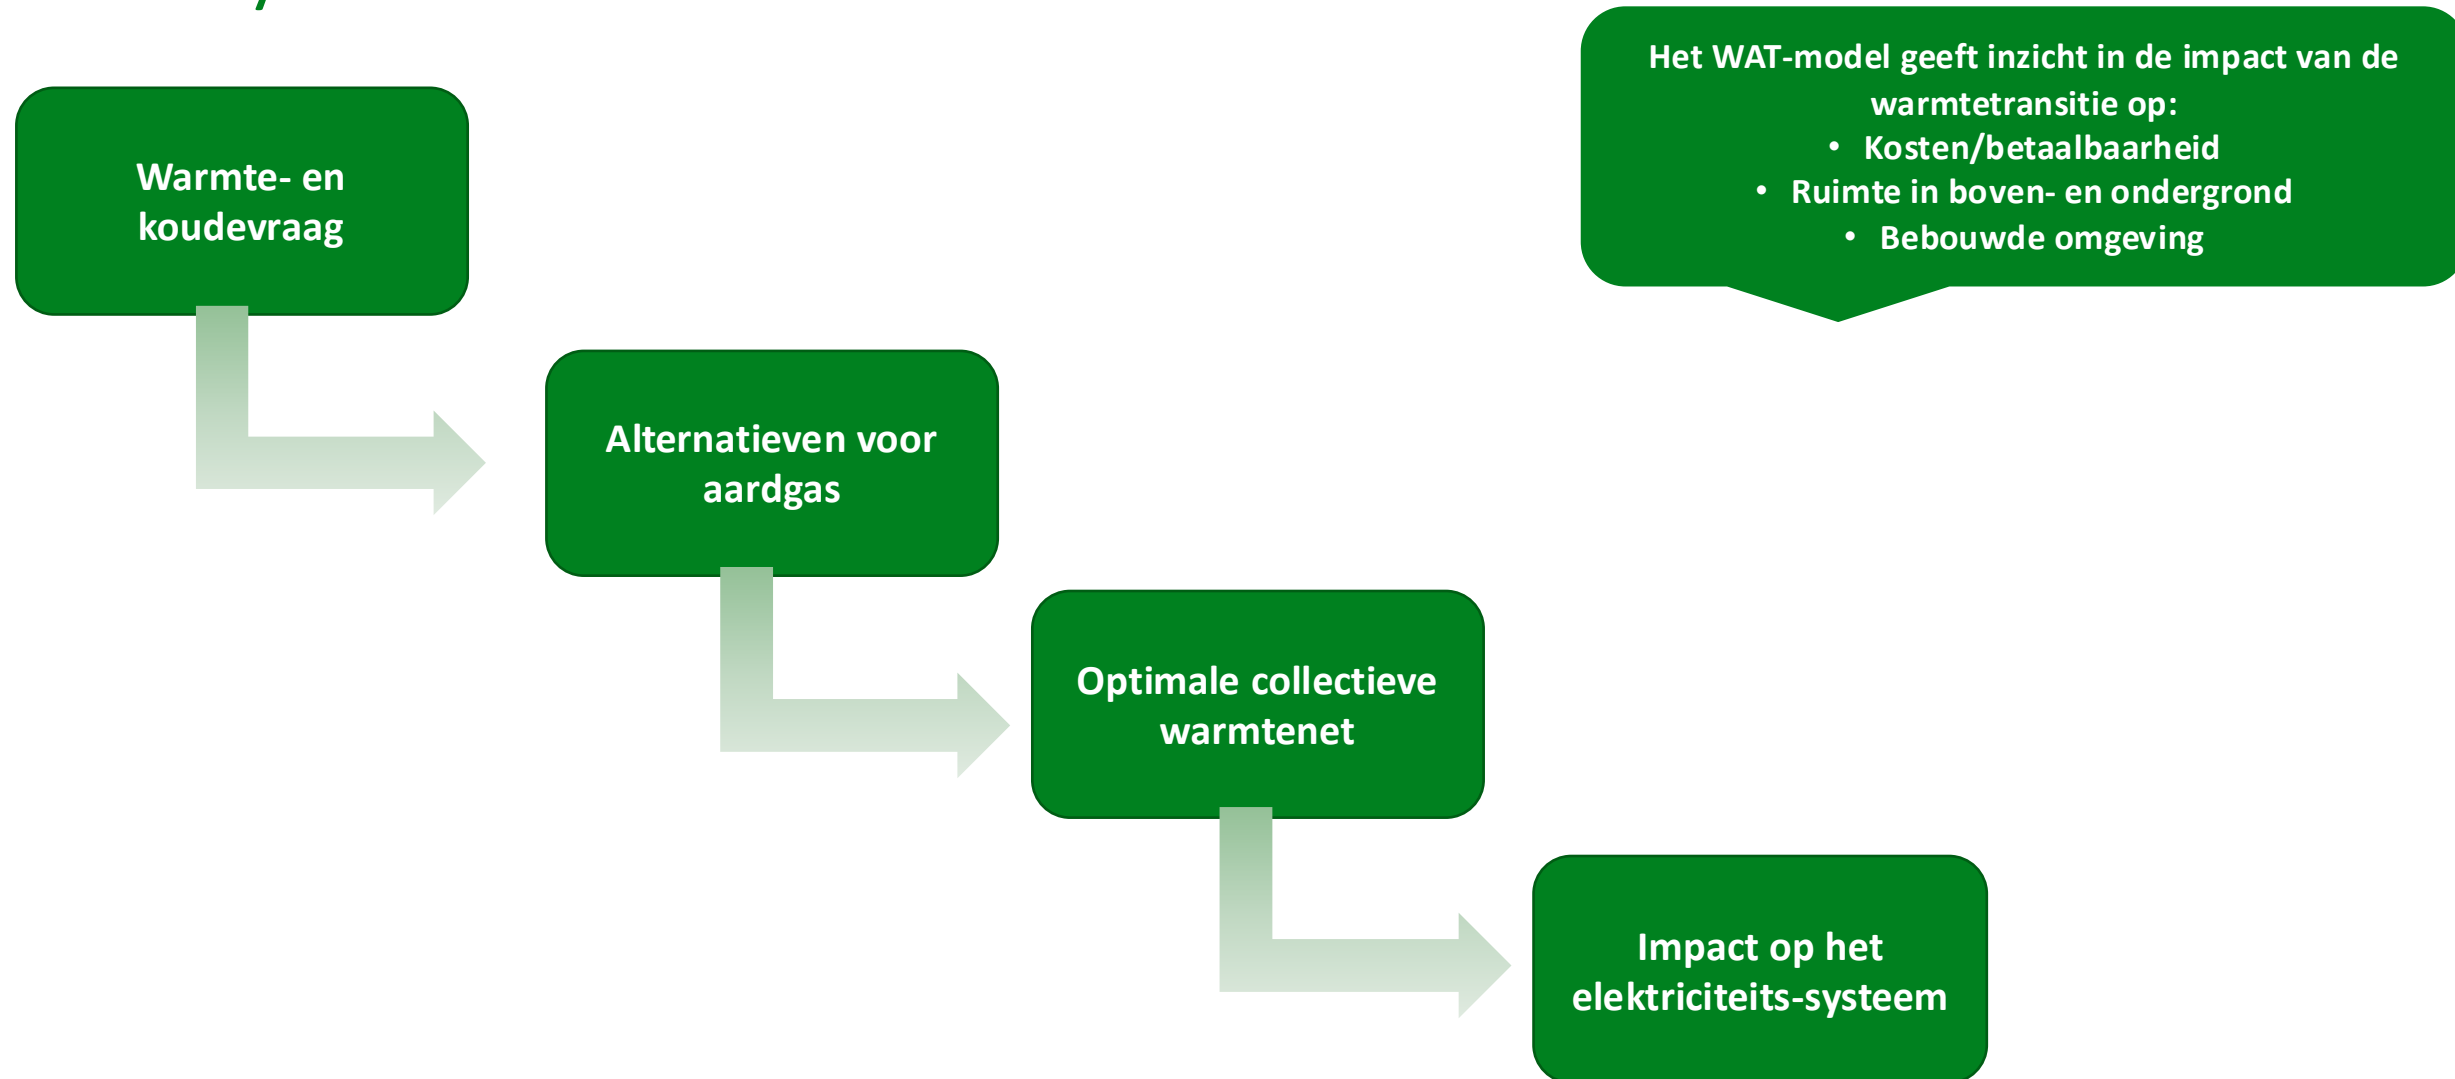 Het WAT-model geeft inzicht in de impact van de
warmtetransitie op:
• Kosten/betaalbaarheid
• Ruimte in boven- en ondergrond
• Bebouwde omgeving
Warmte- en
koudevraag
Alternatieven voor
aardgas
Optimale collectieve
warmtenet
Impact op het
elektriciteits-systeem